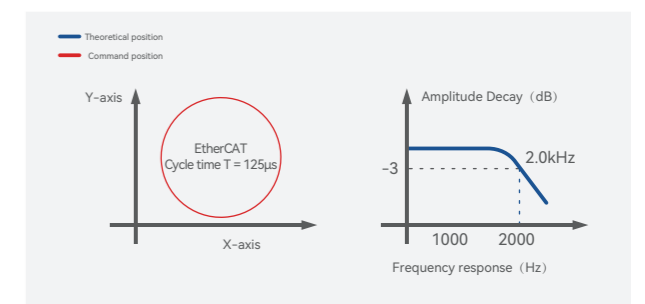 Theoretical position
Command position
Y-axis
EtherCAT
Cycle time T = 125μs
X-axis
Amplitude Decay（dB）
2.0kHz
-3
1000 2000
Frequency response（Hz）